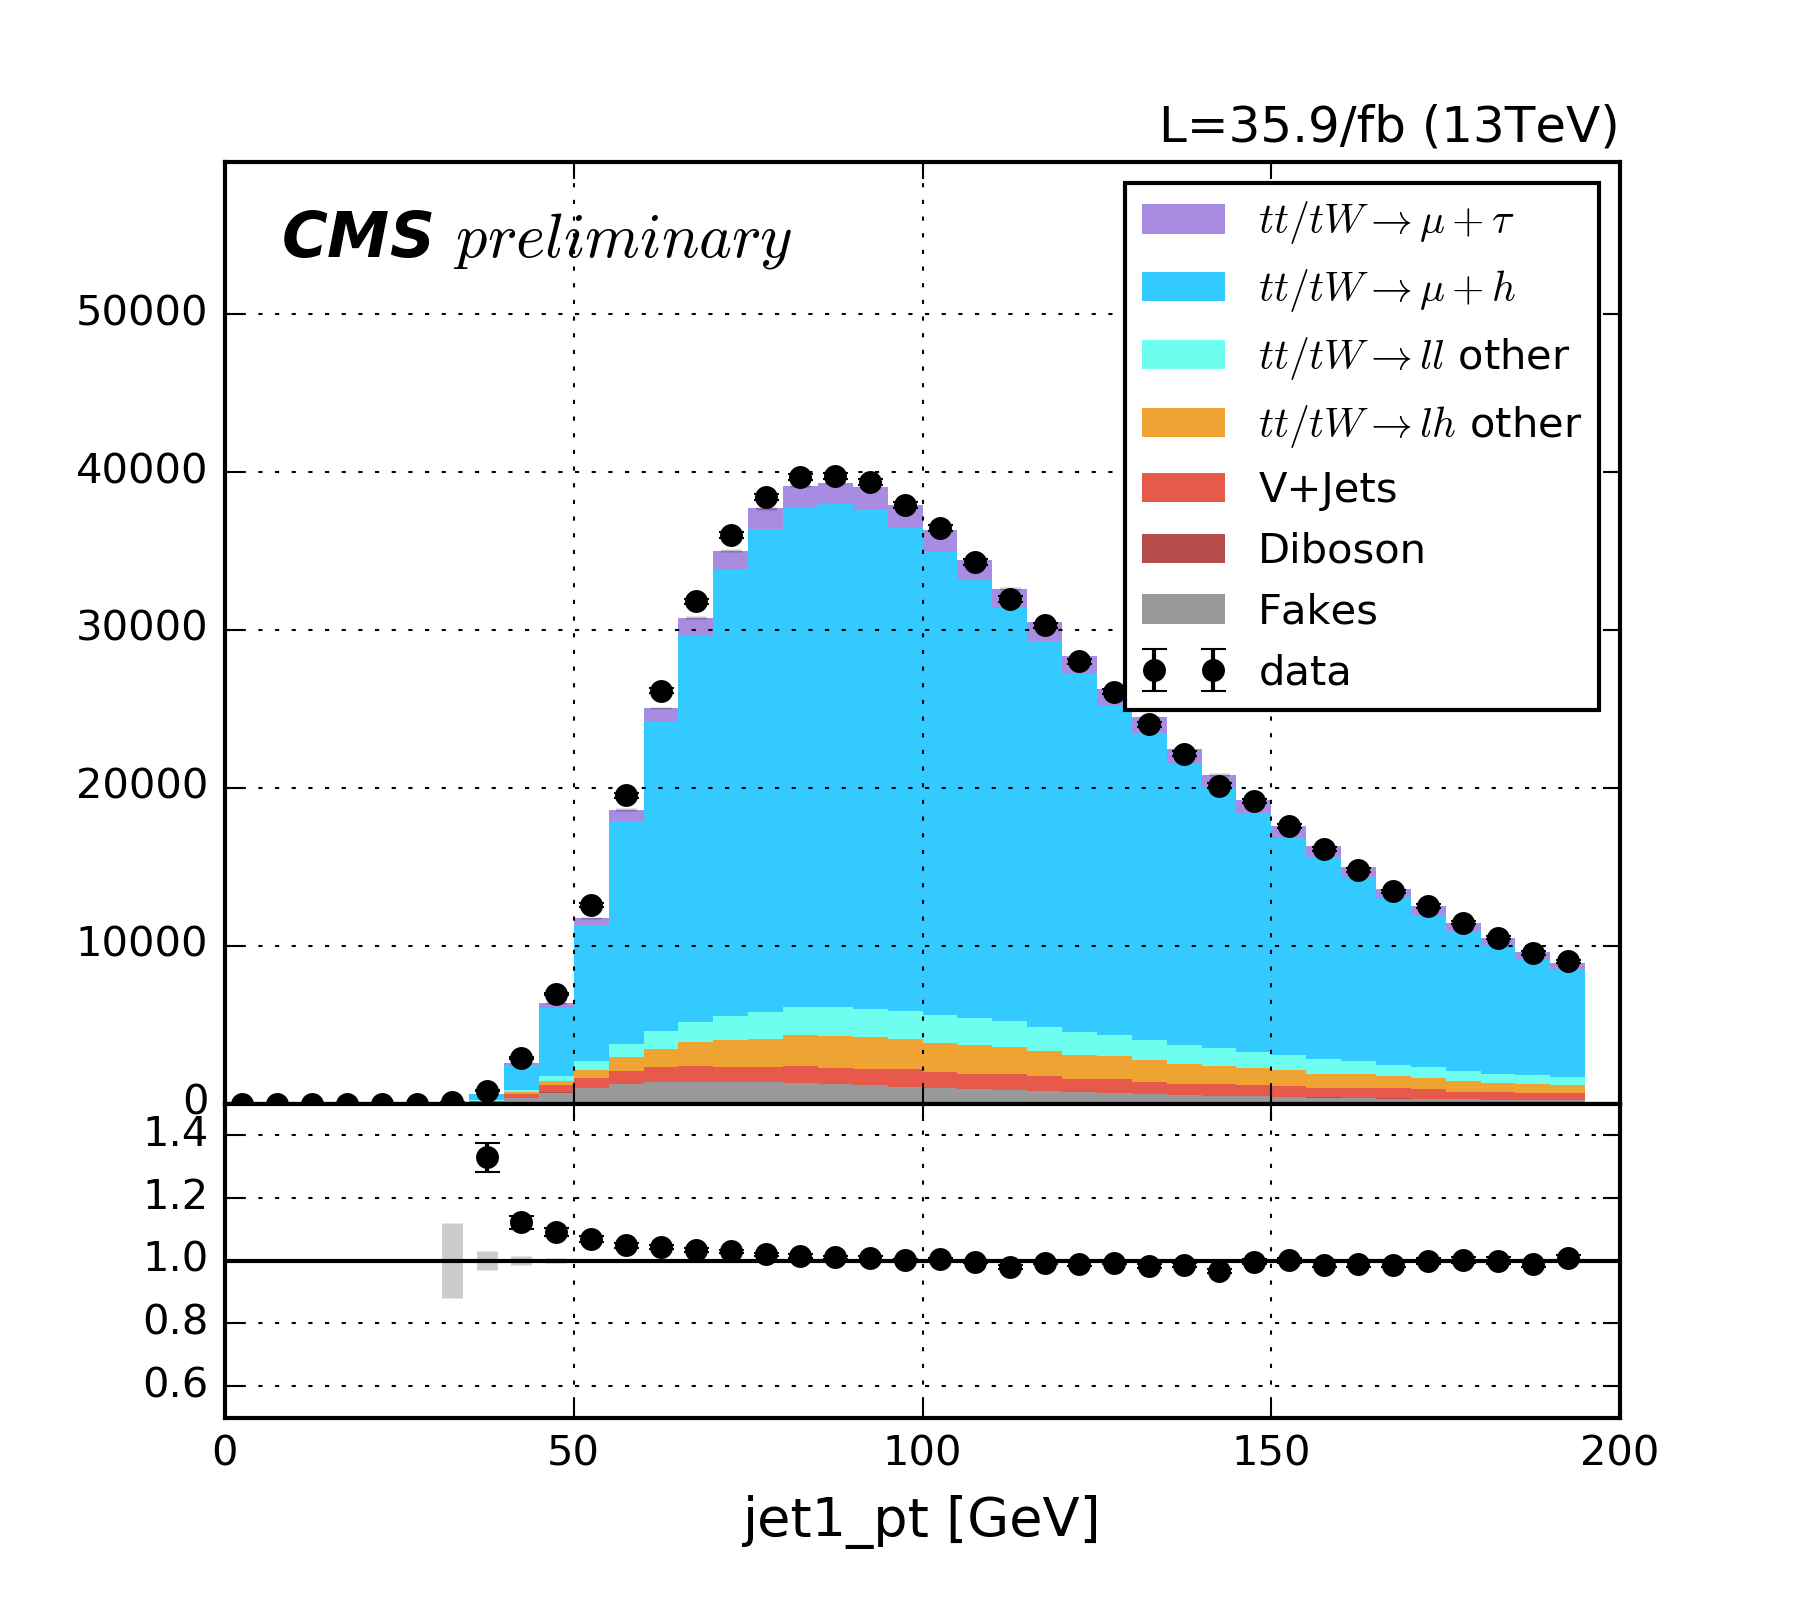 L=35.9/fb (13TeV)
CMS preliminary
tt/tW→μ+τ
tt/tW→μ+h
tt/tW→ll other
tt/tW→lh other
V+Jets
Diboson
Fakes
data
50000
40000
30000
20000
10000
0
1.4
1.2
1.0
0.8
0.6
0 50 100 150 200
jet1_pt [GeV]